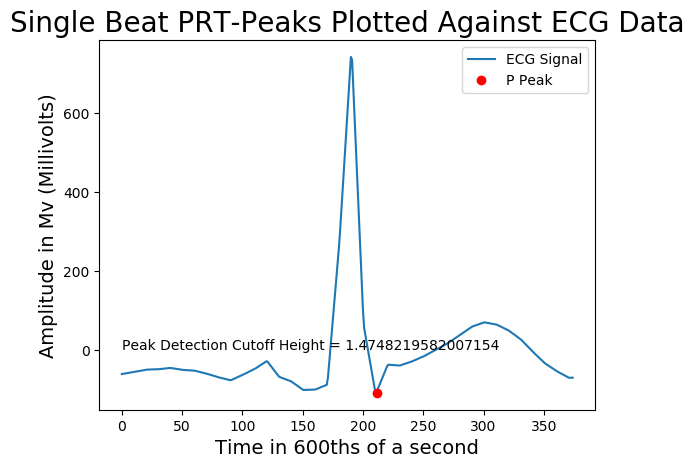 Single Beat PRT-Peaks Plotted Against ECG Data
ECG Signal
P Peak
Amplitude in Mv (Millivolts)
600
400
200
0
Peak Detection Cutoff Height = 1.4748219582007154
0 50 100 150 200 250 300 350
Time in 600ths of a second